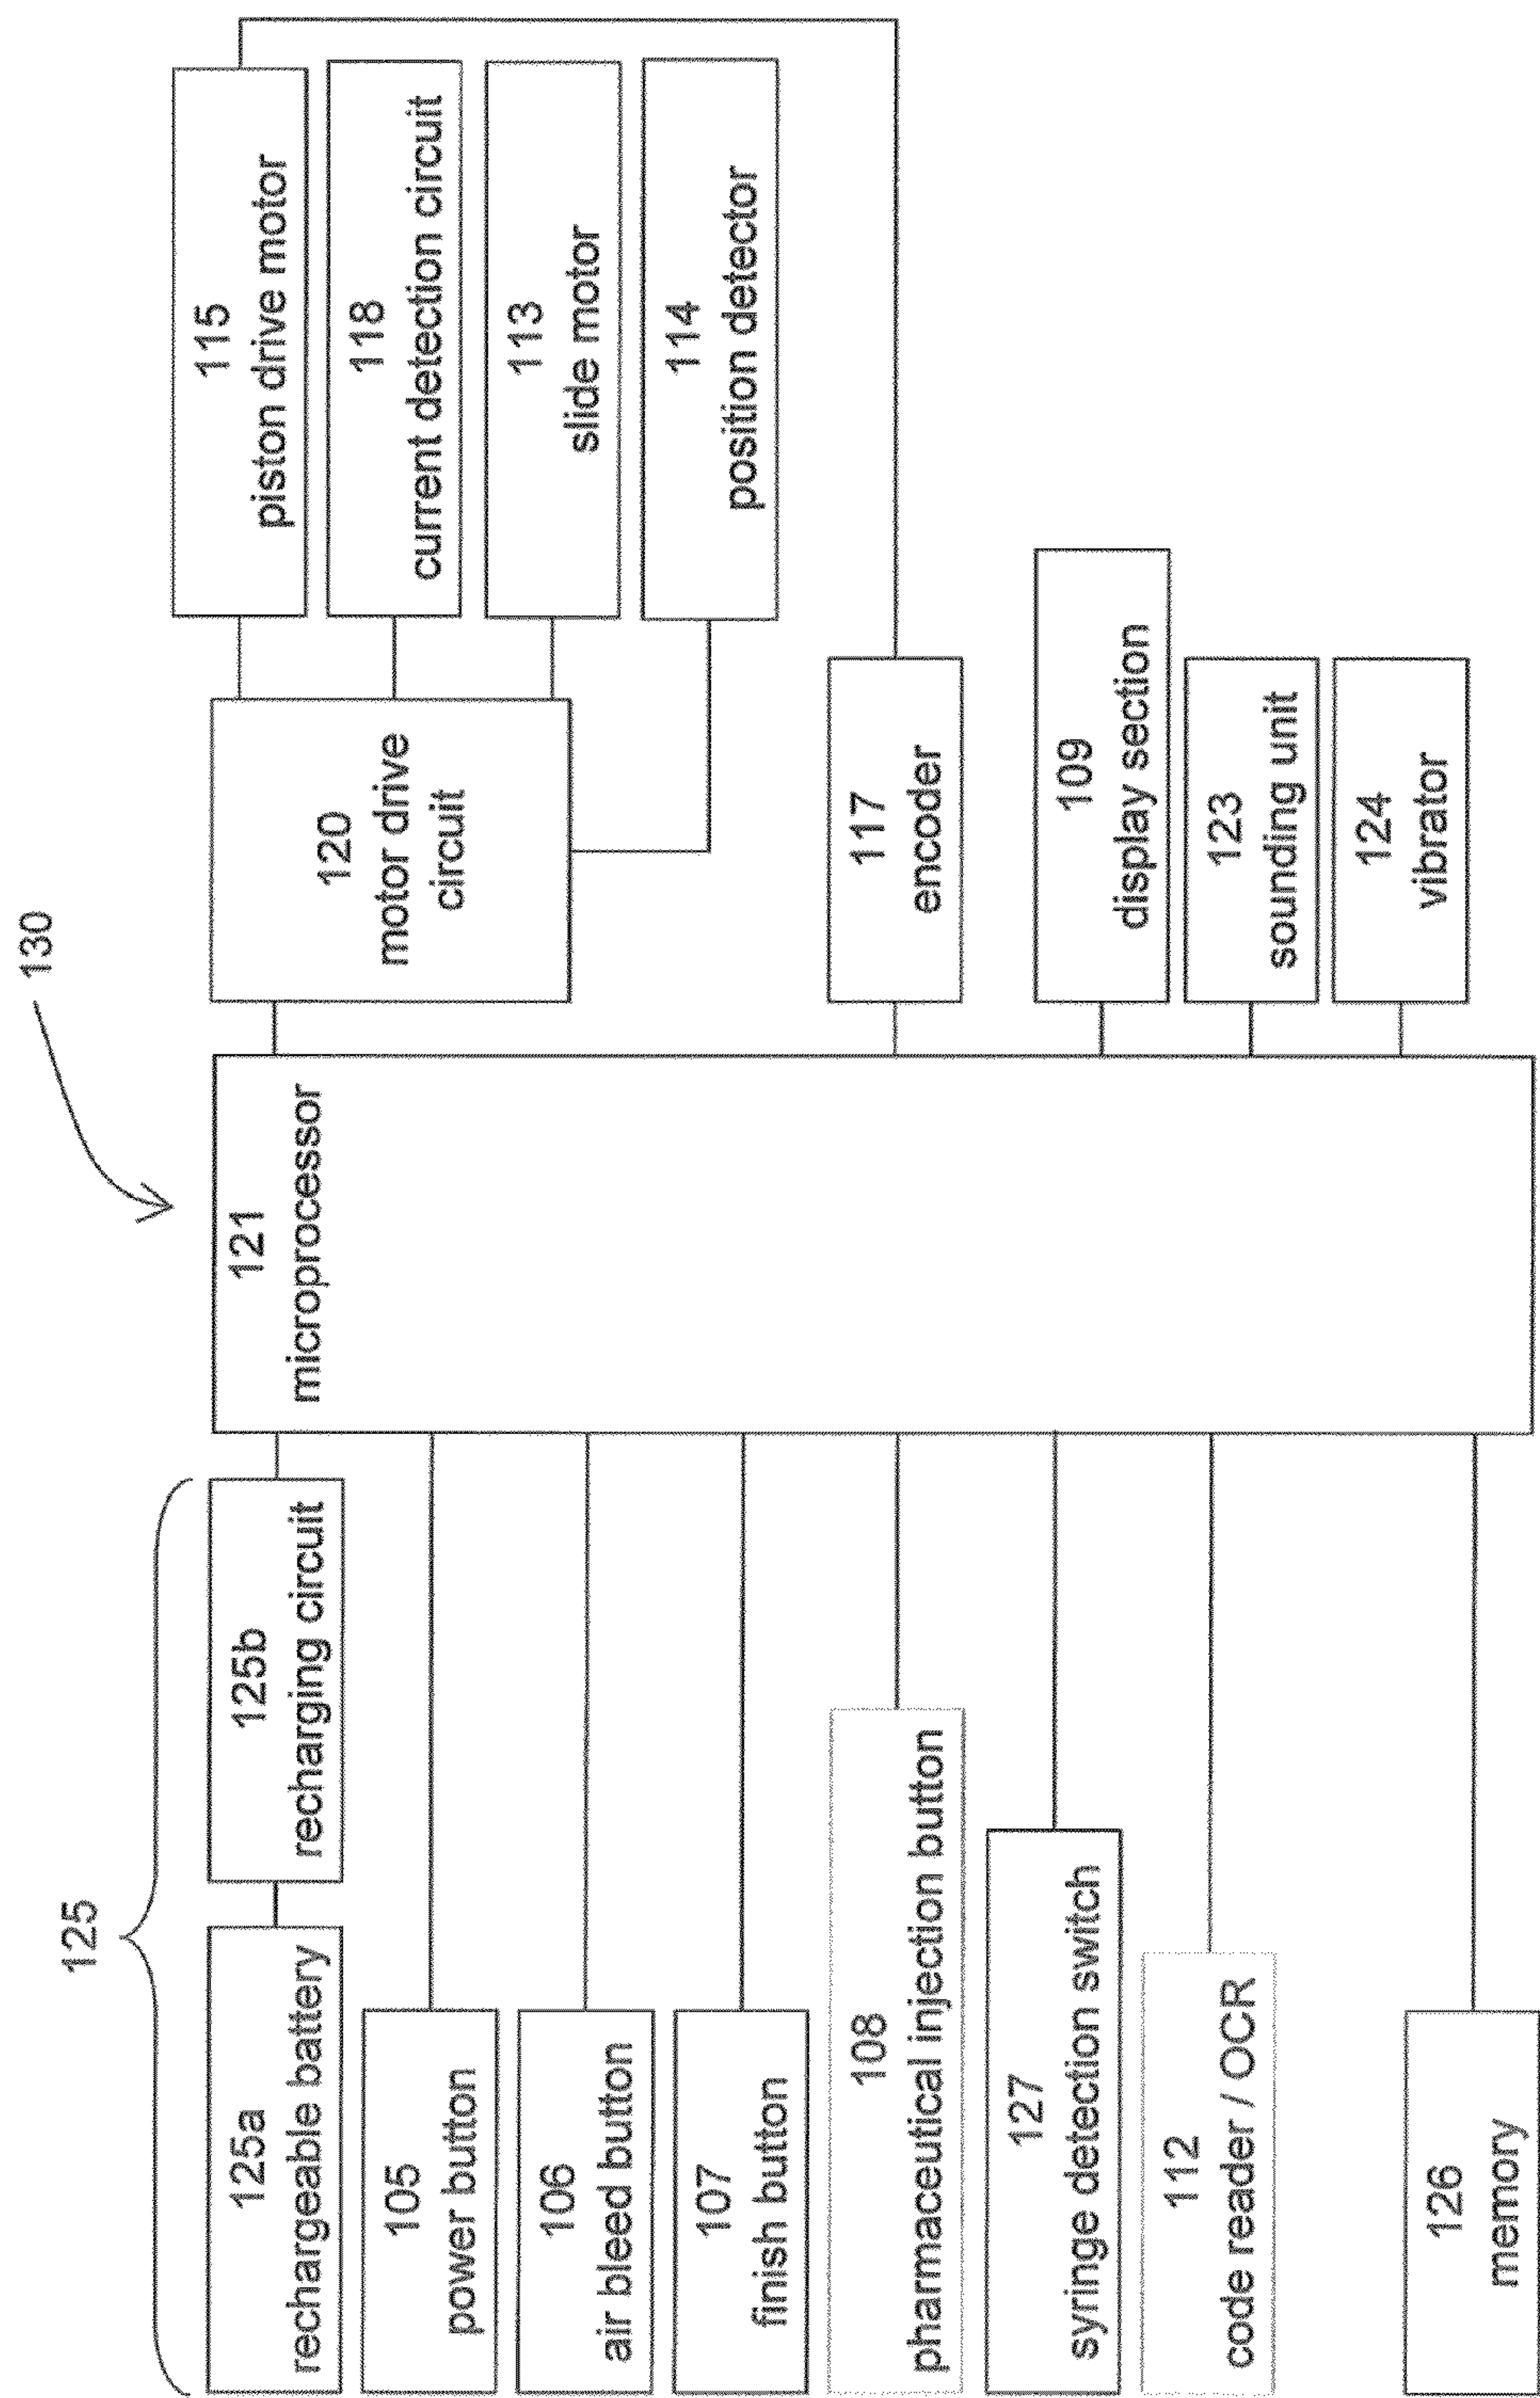 130
125
125a
rechargeable battery
125b
recharging circuit
105
power button
106
air bleed button
107
finish button
108
pharmaceutical injection button
127
syringe detection switch
112
code reader / OCR
126
memory
121
microprocessor
120
motor drive
circuit
115
piston drive motor
118
current detection circuit
113
slide motor
114
position detector
117
encoder
109
display section
123
sounding unit
124
vibrator